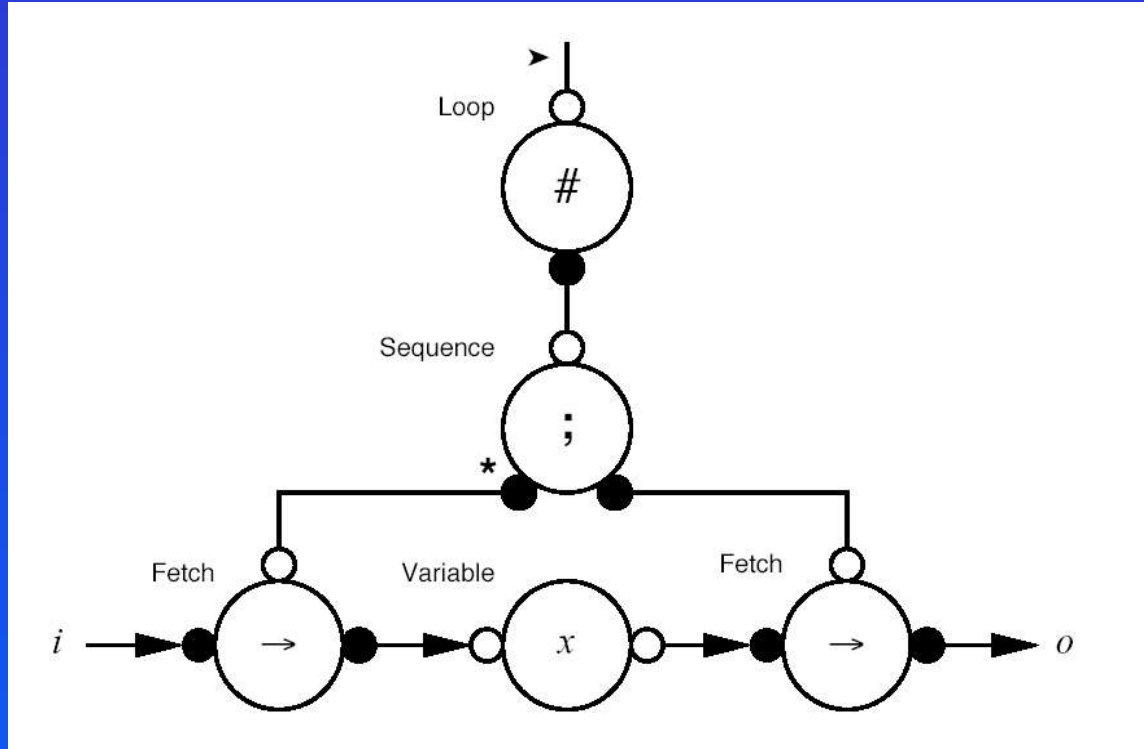 ➤
Loop
#
Sequence
;
*
Fetch
Variable
Fetch
i
→
x
→
o